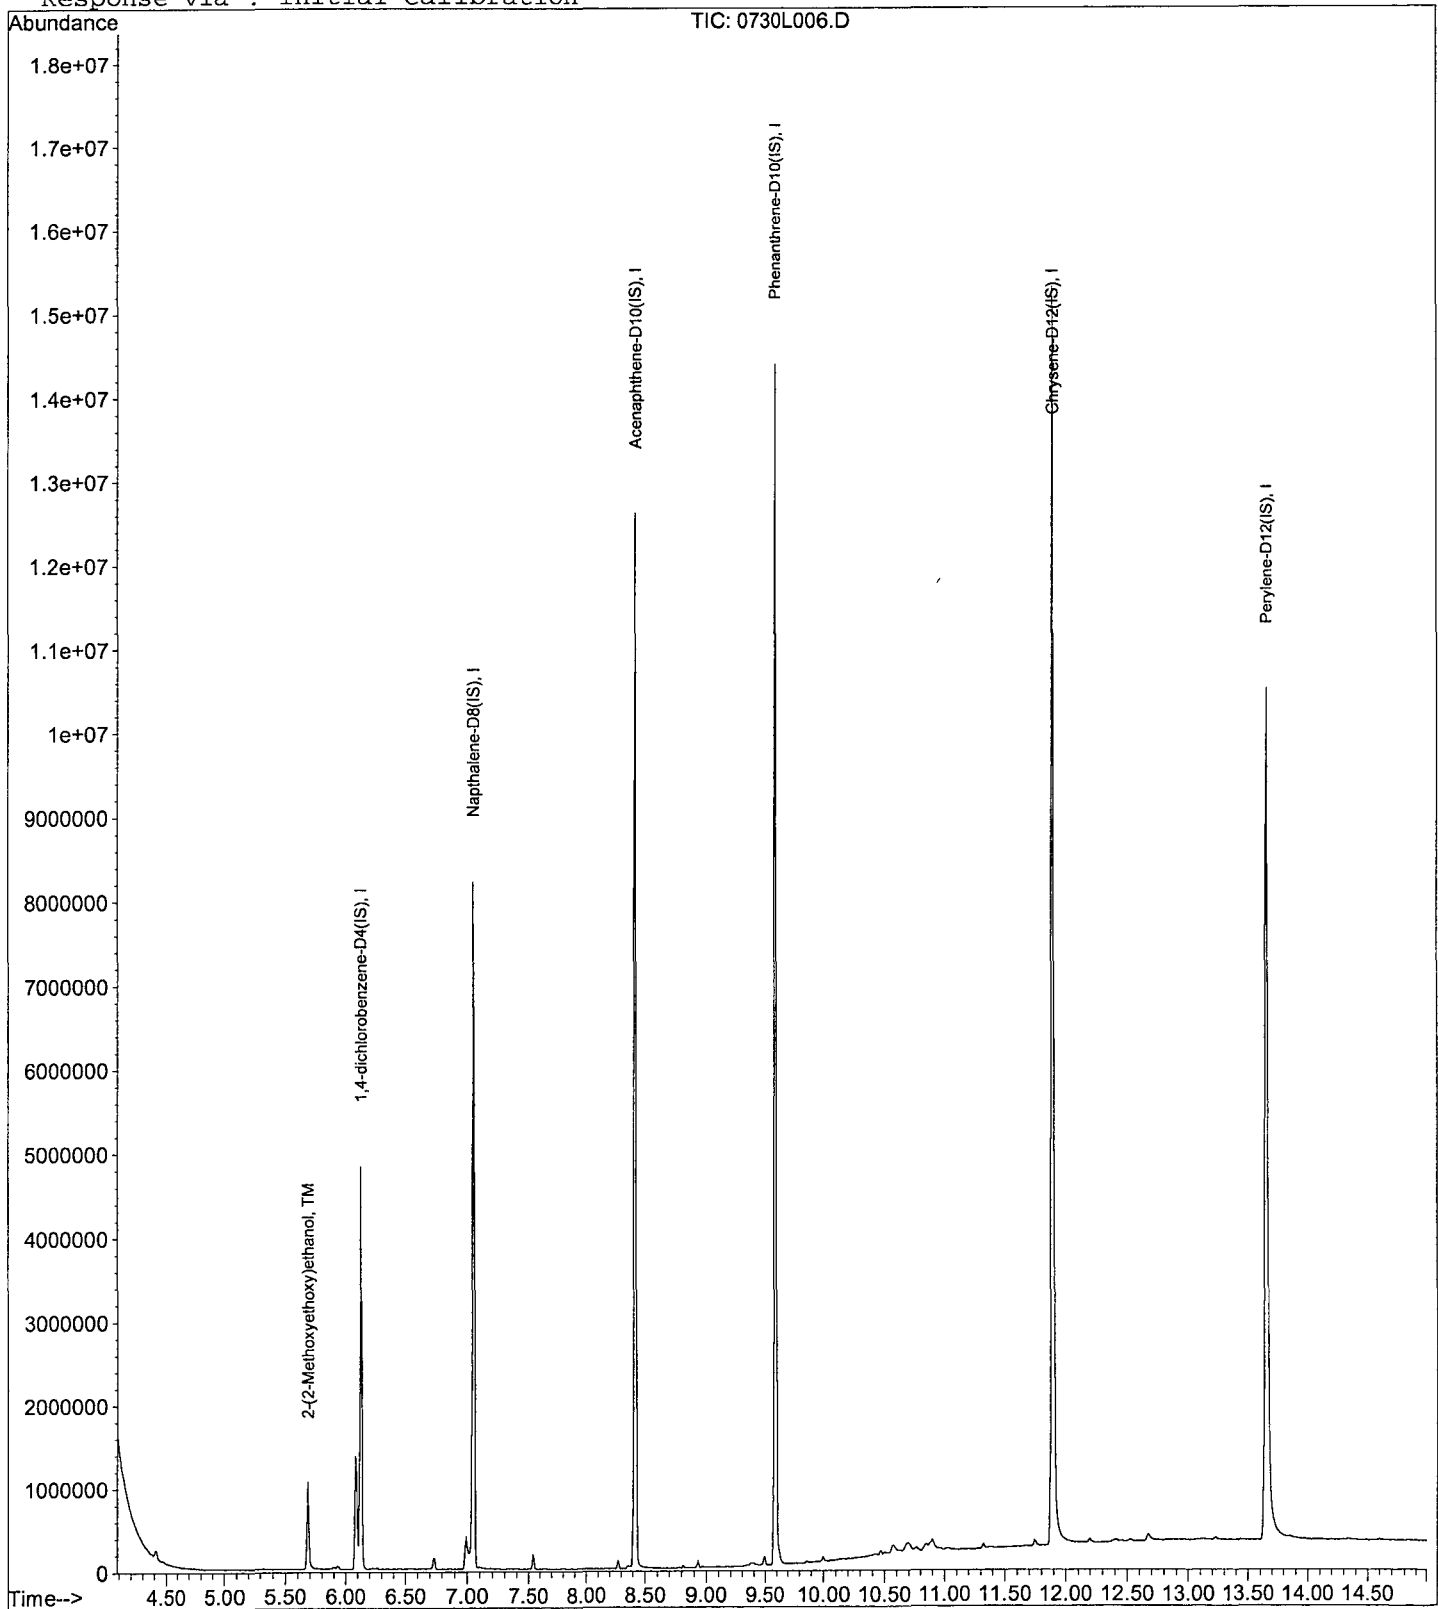 Response via : Initial Calibration
Abundance
TIC: 0730L006.D
1.8e+07
1.7e+07
1.6e+07
1.5e+07
1.4e+07
1.3e+07
1.2e+07
1.1e+07
1e+07
9000000
8000000
7000000
6000000
5000000
4000000
3000000
2000000
1000000
0
2-(2-Methoxyethoxy)ethanol, TM
1,4-dichlorobenzene-D4(IS), I
Napthalene-D8(IS), I
Acenaphthene-D10(IS), I
Phenanthrene-D10(IS), I
Chrysene-D12(IS), I
Perylene-D12(IS), I
Time--> 4.50 5.00 5.50 6.00 6.50 7.00 7.50 8.00 8.50 9.00 9.50 10.00 10.50 11.00 11.50 12.00 12.50 13.00 13.50 14.00 14.50